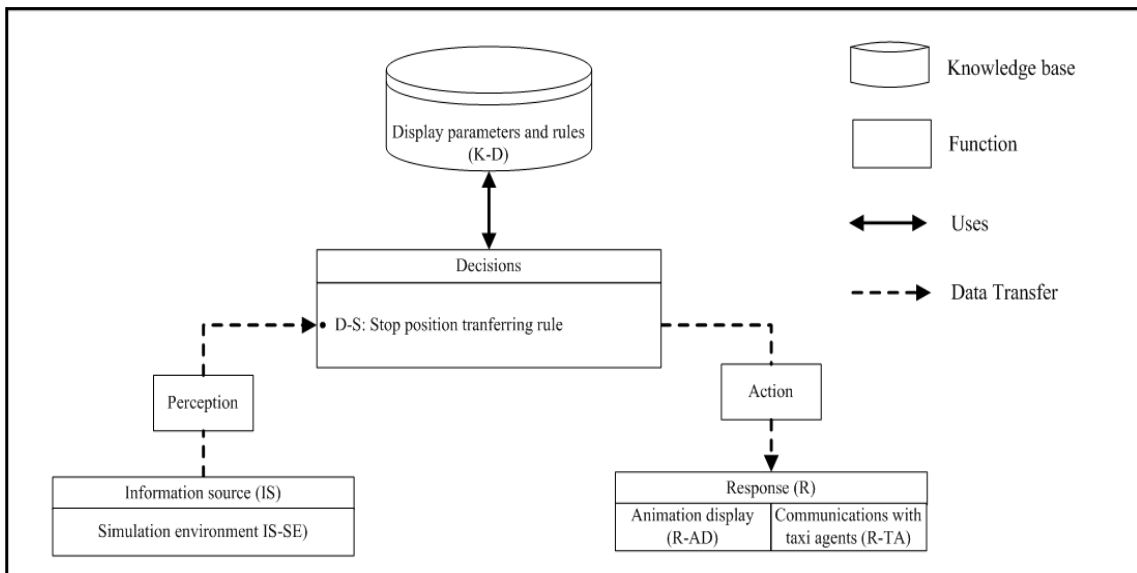 Display parameters and rules
(K-D)
Knowledge base
Function
Uses
Data Transfer
Decisions
D-S: Stop position tranferring rule
Perception
Action
Information source (IS)
Simulation environment IS-SE)
Response (R)
Animation display
(R-AD)
Communications with
taxi agents (R-TA)